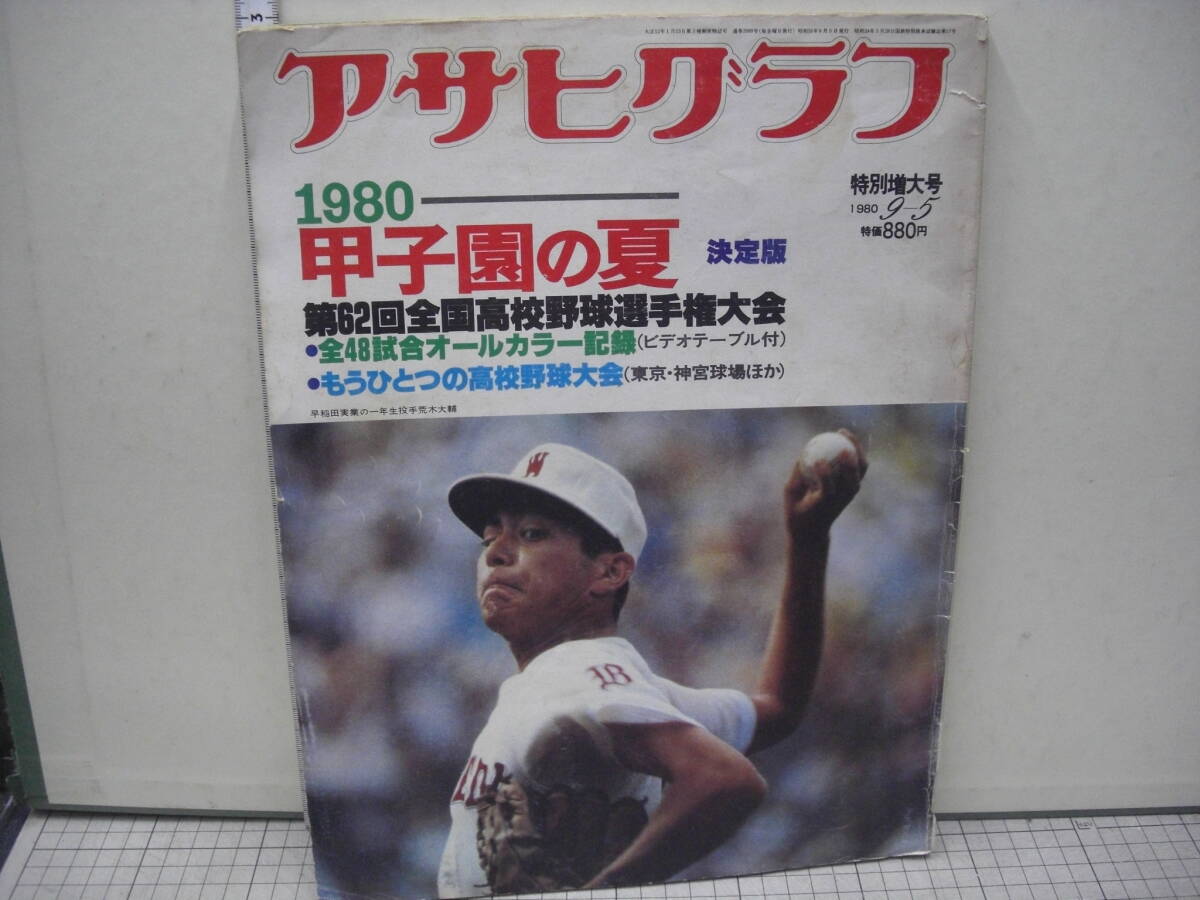 アサヒグラフ
特別増大号
1980 9-5
特価880円
1980
甲子園の夏 決定版
第62回全国高校野球選手権大会
•全48試合オールカラー記録(ビデオテーブル付)
•もうひとつの高校野球大会(東京・神宮球場ほか)
早稲田実業の一年生投手荒木大輔
W
3